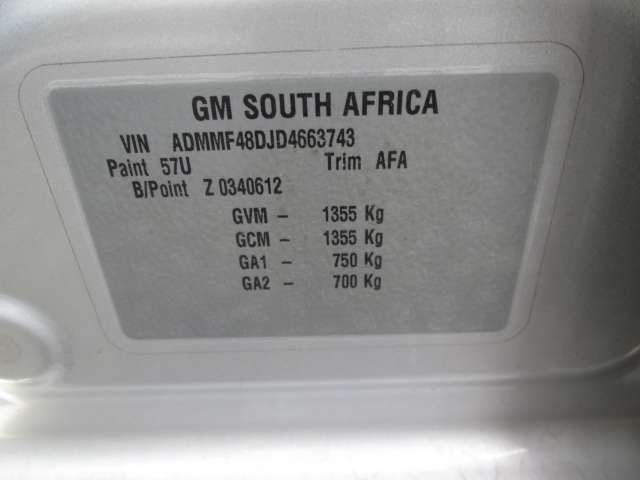 GM SOUTH AFRICA
VIN ADMMF48DJD4663743
Paint 57U Trim AFA
B/Point Z 0340612
GVM – 1355 Kg
GCM – 1355 Kg
GA1 – 750 Kg
GA2 – 700 Kg